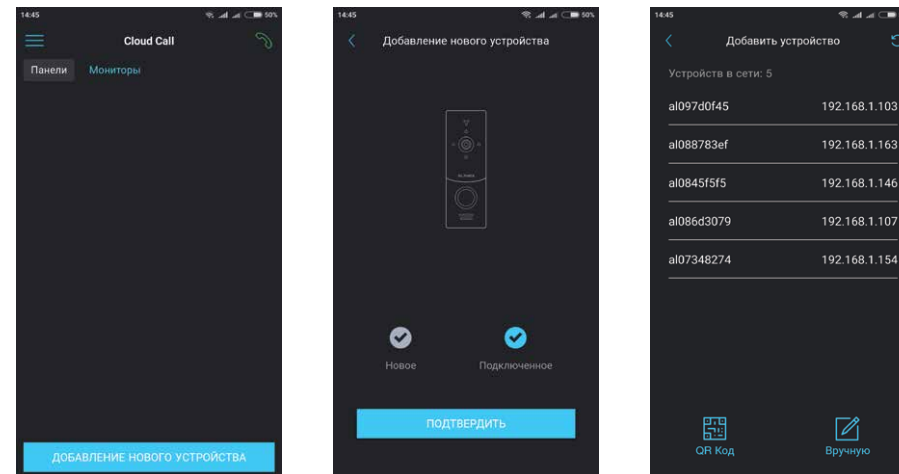 14:45
50%
Cloud Call
Панели
Мониторы
ДОБАВЛЕНИЕ НОВОГО УСТРОЙСТВА
14:45
50%
Добавление нового устройства
Новое
Подключенное
ПОДТВЕРДИТЬ
14:45
Добавить устройство
Устройств в сети: 5
al097d0f45 192.168.1.103
al088783ef 192.168.1.163
al0845f5f5 192.168.1.146
al086d3079 192.168.1.107
al07348274 192.168.1.154
QR Код
Вручную